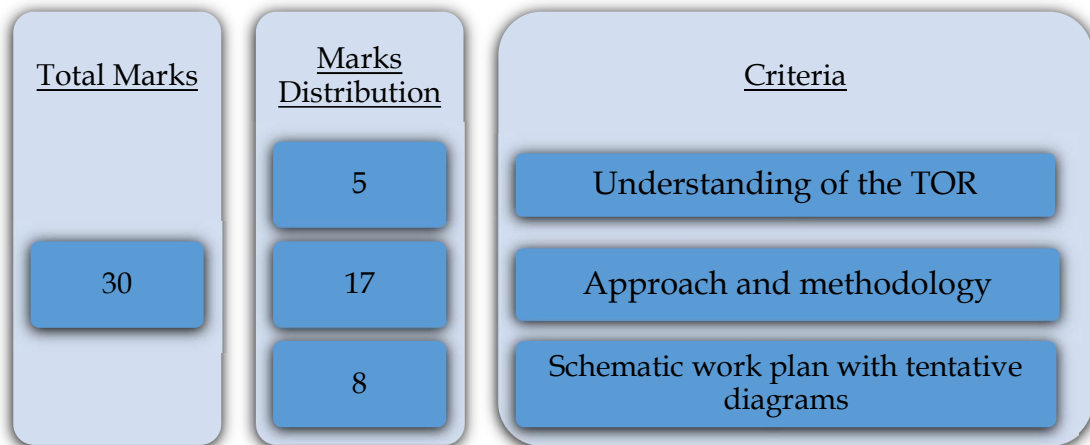 Total Marks
Marks
Distribution
Criteria
5
Understanding of the TOR
30
17
Approach and methodology
8
Schematic work plan with tentative
diagrams